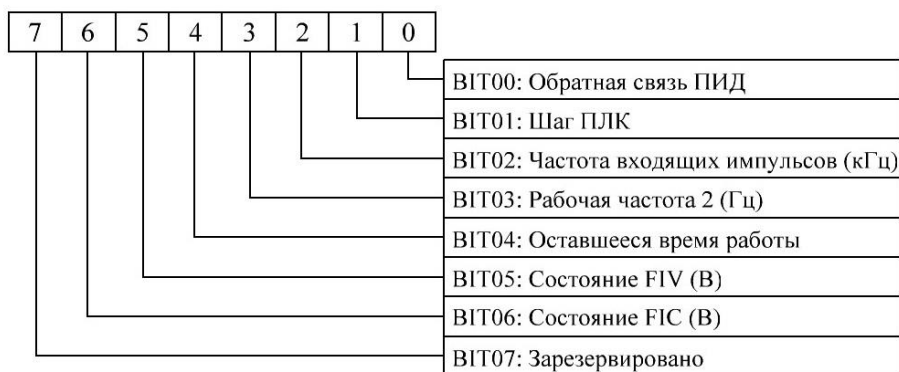 7 6 5 4 3 2 1 0
BIT00: Обратная связь ПИД
BIT01: Шаг ПЛК
BIT02: Частота входящих импульсов (кГц)
BIT03: Рабочая частота 2 (Гц)
BIT04: Оставшееся время работы
BIT05: Состояние FIV (В)
BIT06: Состояние FIC (В)
BIT07: Зарезервировано